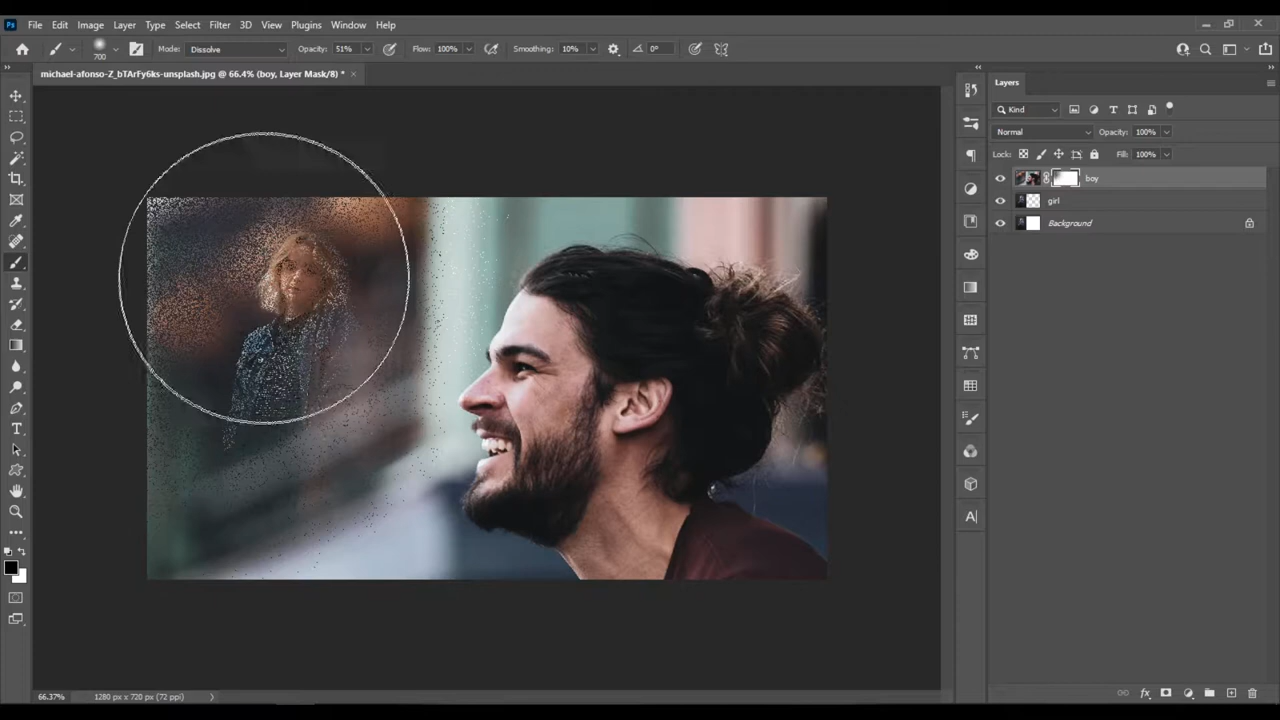 Ps File Edit Image Layer Type Select Filter 3D View Plugins Window Help
700 Mode: Dissolve Opacity: 51% Flow: 100% Smoothing: 10% 0°
michael-afonso-Z_bTArFy6ks-unsplash.jpg @ 66.4% (boy, Layer Mask/8) *
Layers
Kind
Normal Opacity: 100%
Lock: Fill: 100%
boy
girl
Background
66.37% 1280 px x 720 px (72 ppi)